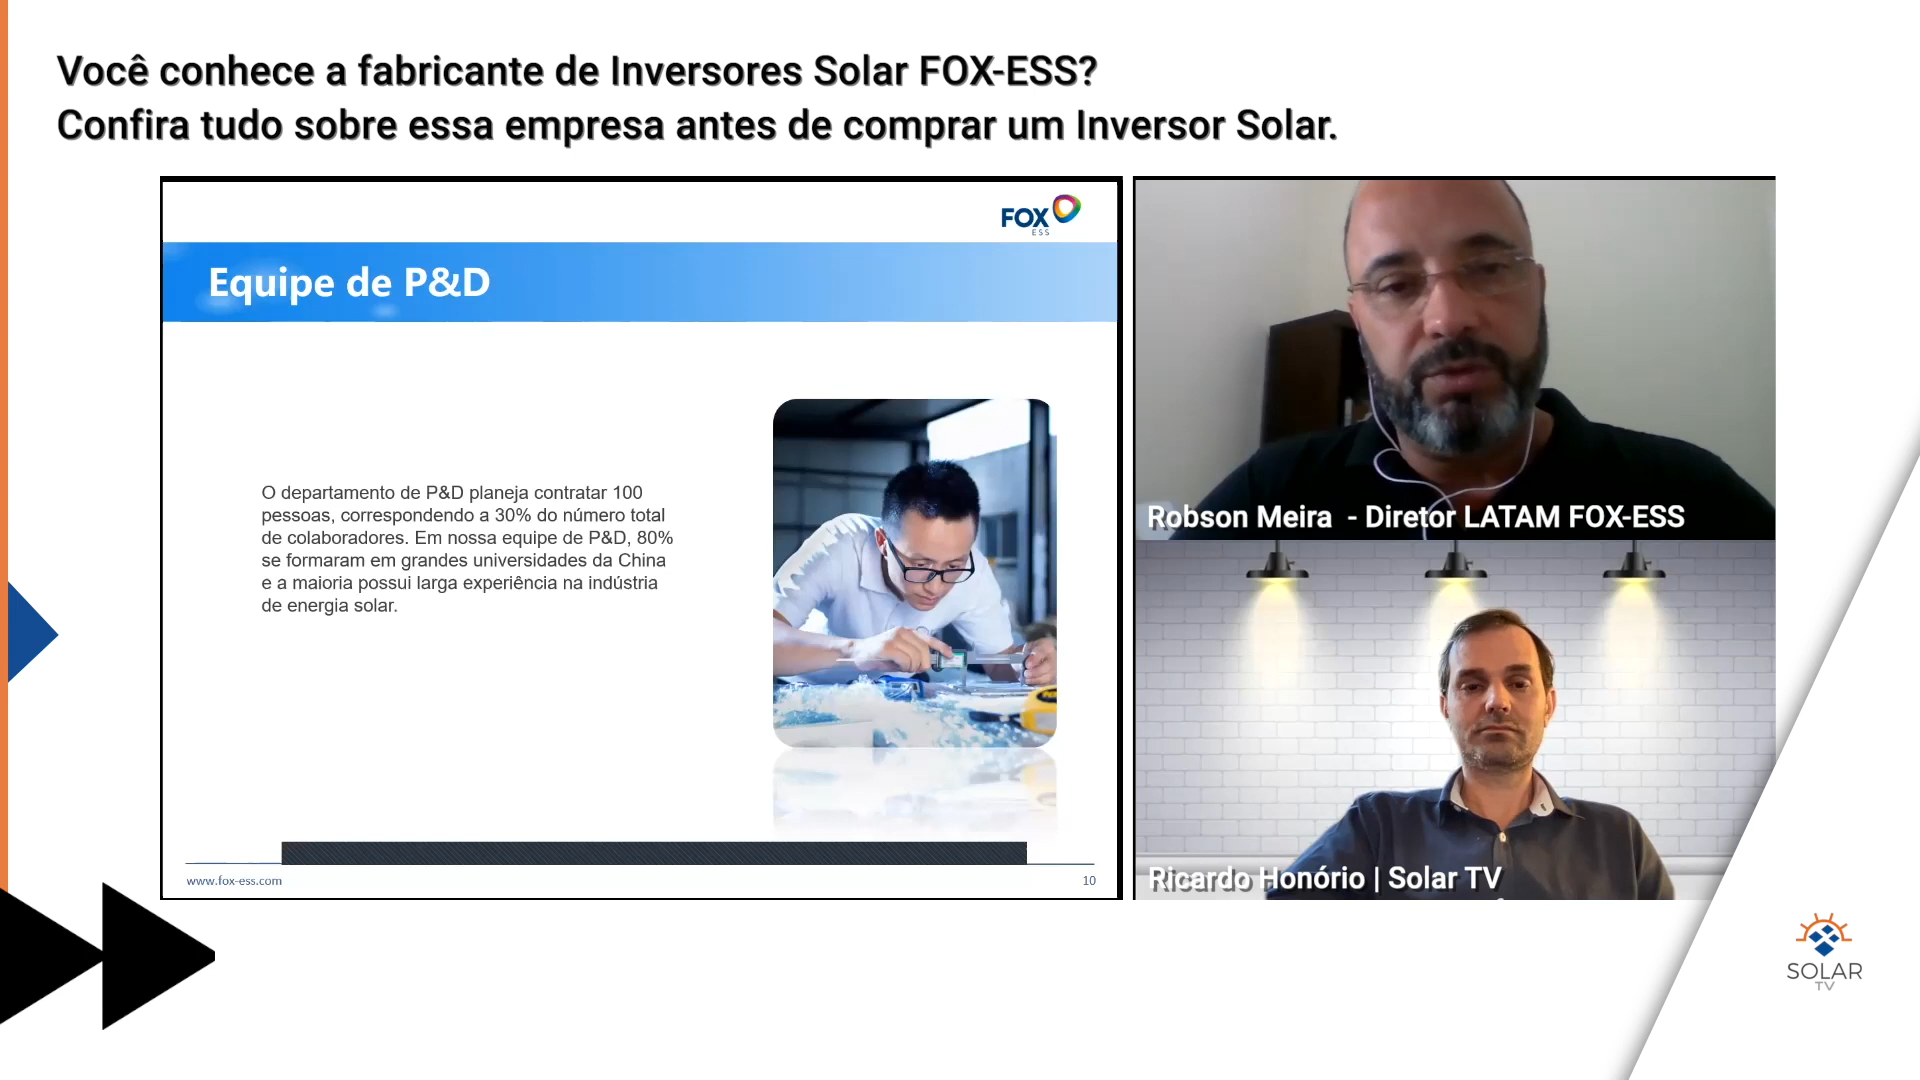 Você conhece a fabricante de Inversores Solar FOX-ESS?
Confira tudo sobre essa empresa antes de comprar um Inversor Solar.
FOX
ESS
Equipe de P&D
O departamento de P&D planeja contratar 100
pessoas, correspondendo a 30% do número total
de colaboradores. Em nossa equipe de P&D, 80%
se formaram em grandes universidades da China
e a maioria possui larga experiência na indústria
de energia solar.
www.fox-ess.com
10
Robson Meira - Diretor LATAM FOX-ESS
Ricardo Honório | Solar TV
SOLAR
TV